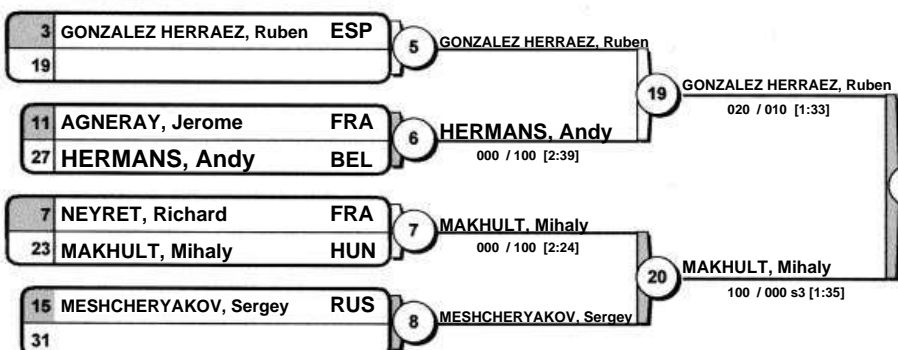 3 GONZALEZ HERRAEZ, Ruben ESP
19
5
GONZALEZ HERRAEZ, Ruben
11 AGNERAY, Jerome FRA
27 HERMANS, Andy BEL
6
HERMANS, Andy
000 / 100 [2:39]
19
GONZALEZ HERRAEZ, Ruben
020 / 010 [1:33]
7 NEYRET, Richard FRA
23 MAKHULT, Mihaly HUN
7
MAKHULT, Mihaly
000 / 100 [2:24]
15 MESHCHERYAKOV, Sergey RUS
31
8
MESHCHERYAKOV, Sergey
20
MAKHULT, Mihaly
100 / 000 s3 [1:35]